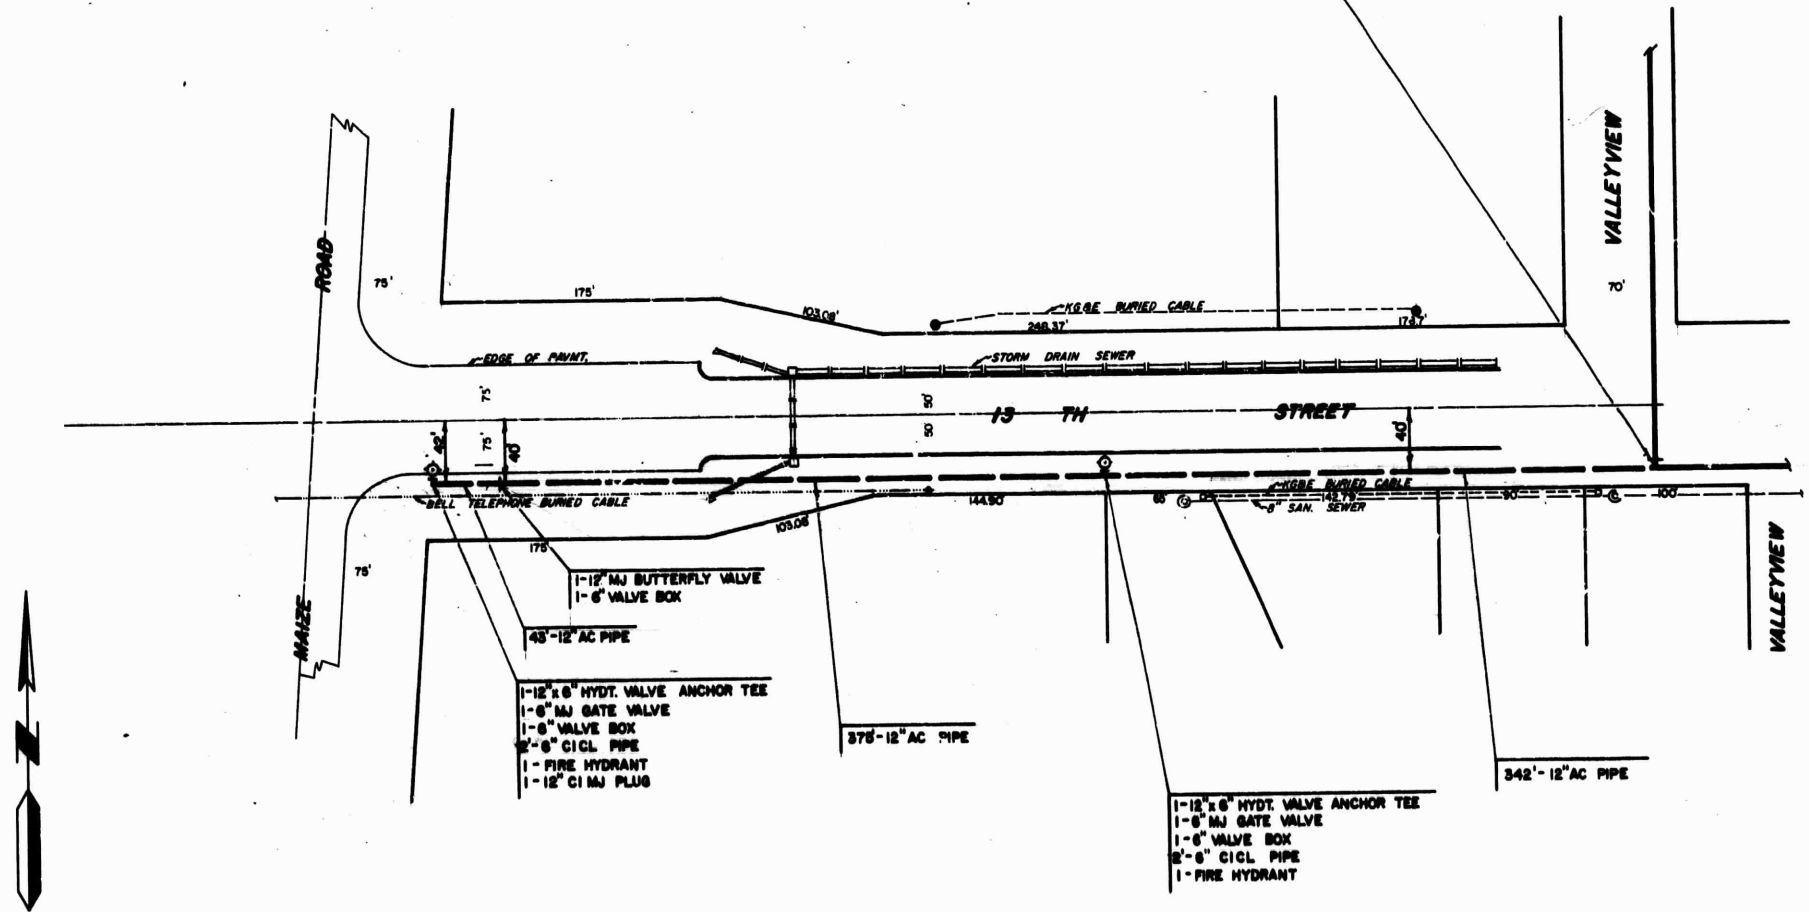 VALLEYVIEW
70'
ROAD
75'
175'
103.08'
KG&E BURIED CABLE
248.37'
EDGE OF PAVMT.
STORM DRAIN SEWER
75'
50'
13 TH STREET
50'
42'
75'
40'
40'
BELL TELEPHONE BURIED CABLE
144.90'
KG&E BURIED CABLE
142.79'
90'
100'
8" SAN. SEWER
103.08'
175'
75'
MAIZE
VALLEYVIEW
1-12" MJ BUTTERFLY VALVE
1-6" VALVE BOX
43'-12" AC PIPE
1-12"x6" HYDT. VALVE ANCHOR TEE
1-6" MJ GATE VALVE
1-6" VALVE BOX
2'-6" CICL PIPE
1-FIRE HYDRANT
1-12" CI MJ PLUG
375'-12" AC PIPE
342'-12" AC PIPE
1-12"x6" HYDT. VALVE ANCHOR TEE
1-6" MJ GATE VALVE
1-6" VALVE BOX
2'-6" CICL PIPE
1-FIRE HYDRANT
N